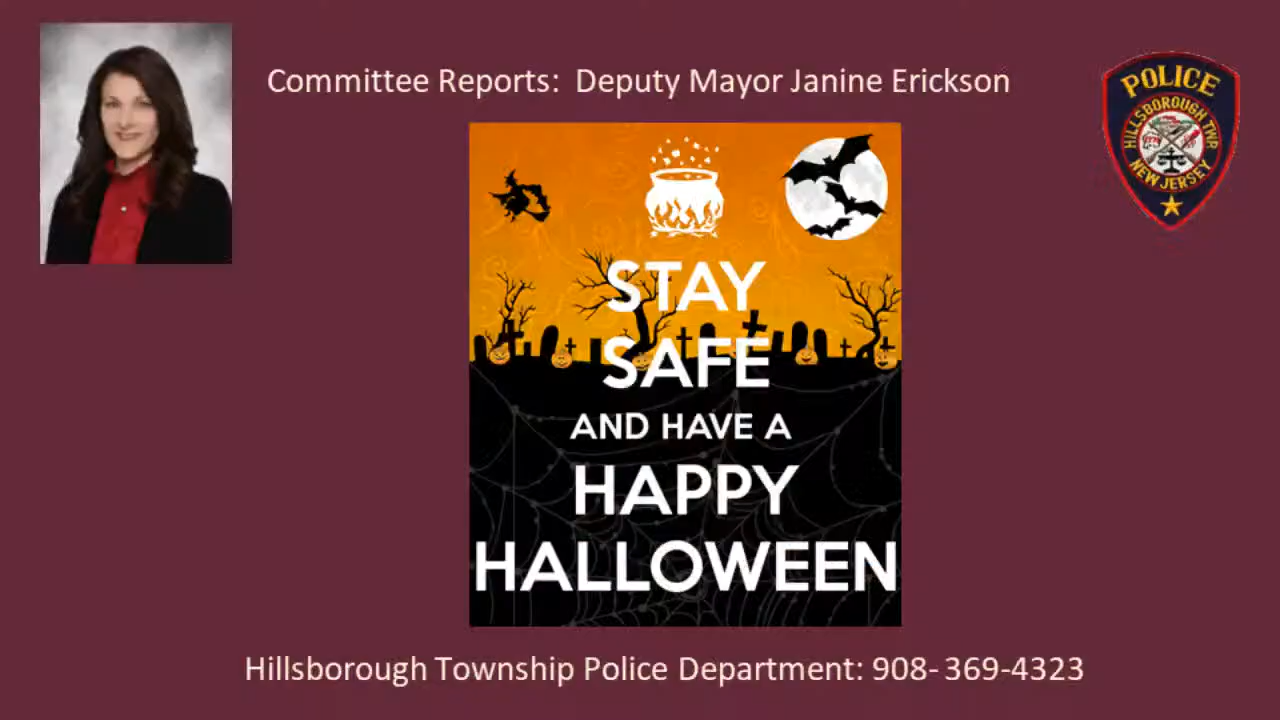 Committee Reports:  Deputy Mayor Janine Erickson
POLICE
HILLSBOROUGH TWP
NEW JERSEY
STAY
SAFE
AND HAVE A
HAPPY
HALLOWEEN
Hillsborough Township Police Department: 908- 369-4323